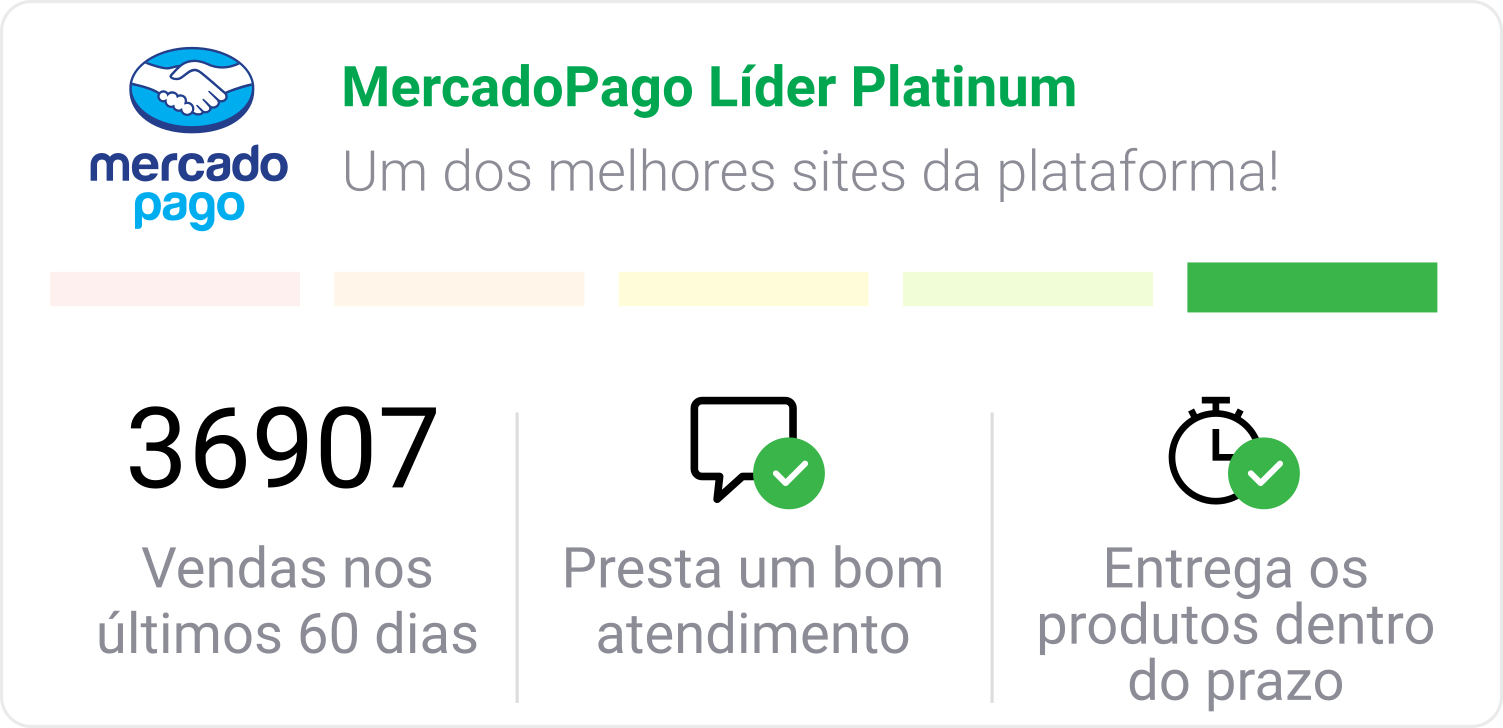 mercado
pago
MercadoPago Líder Platinum
Um dos melhores sites da plataforma!
36907
Vendas nos
últimos 60 dias
Presta um bom
atendimento
Entrega os
produtos dentro
do prazo